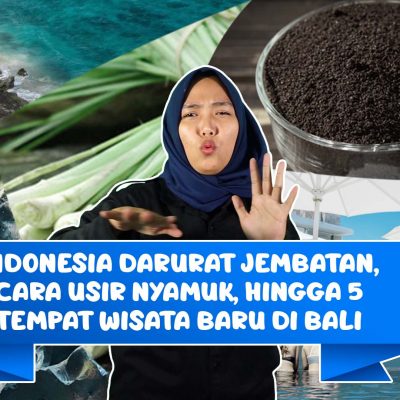 INDONESIA DARURAT JEMBATAN,
CARA USIR NYAMUK, HINGGA 5
TEMPAT WISATA BARU DI BALI